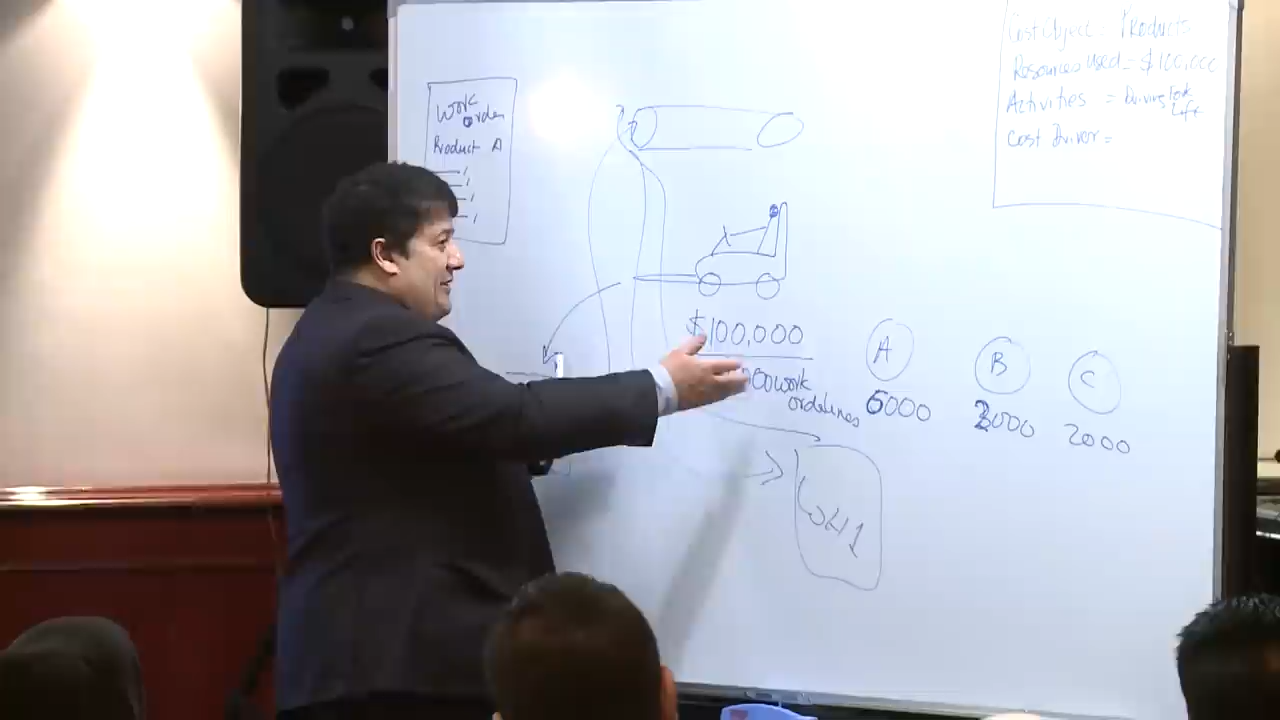 Work
Order
Product A
Cost Object = Products
Resources Used = $100,000
Activities = Driving Fork
Lift
Cost Driver =
$100,000
work
orderlines
A
B
C
6000
3000
2000